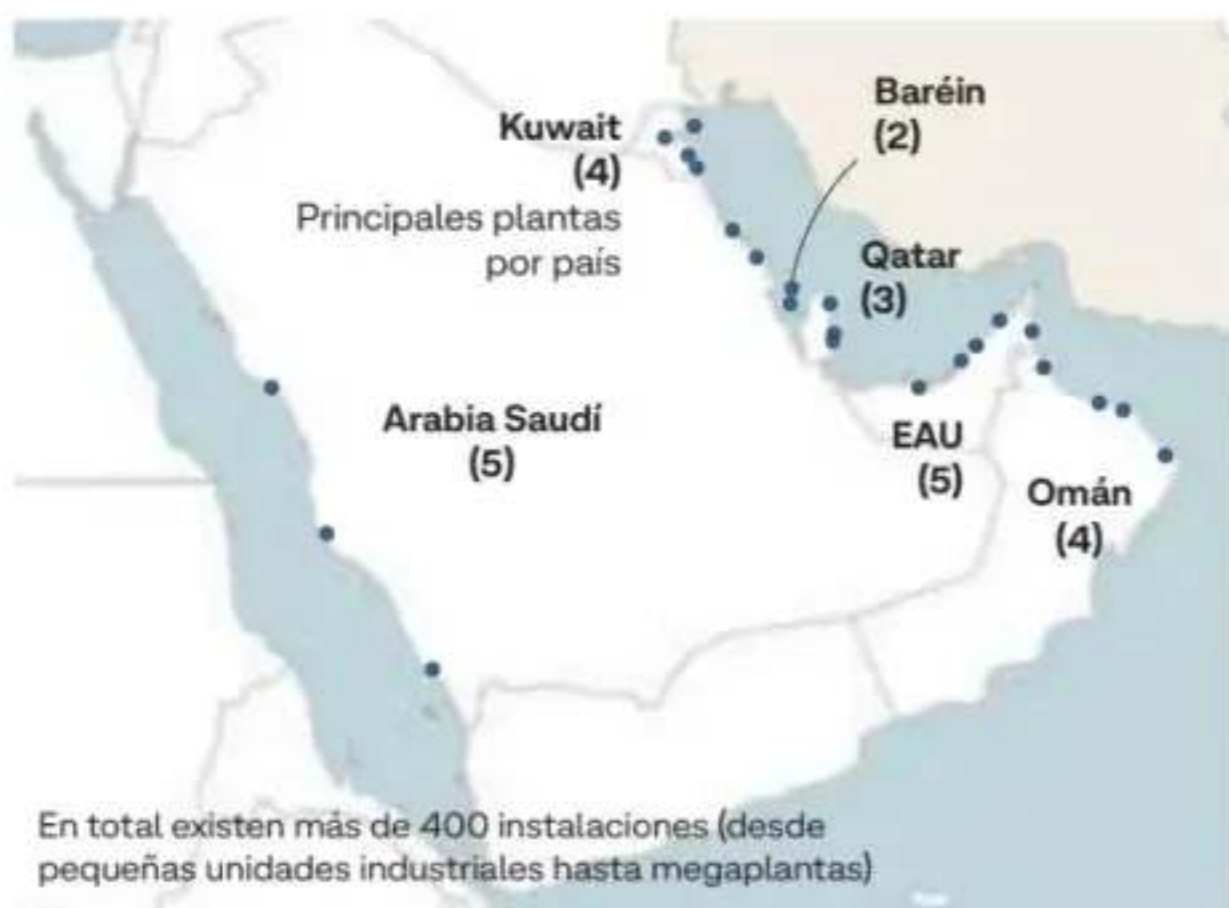 Kuwait
(4)
Principales plantas
por país
Baréin
(2)
Qatar
(3)
Arabia Saudí
(5)
EAU
(5)
Omán
(4)
En total existen más de 400 instalaciones (desde
pequeñas unidades industriales hasta megaplantas)